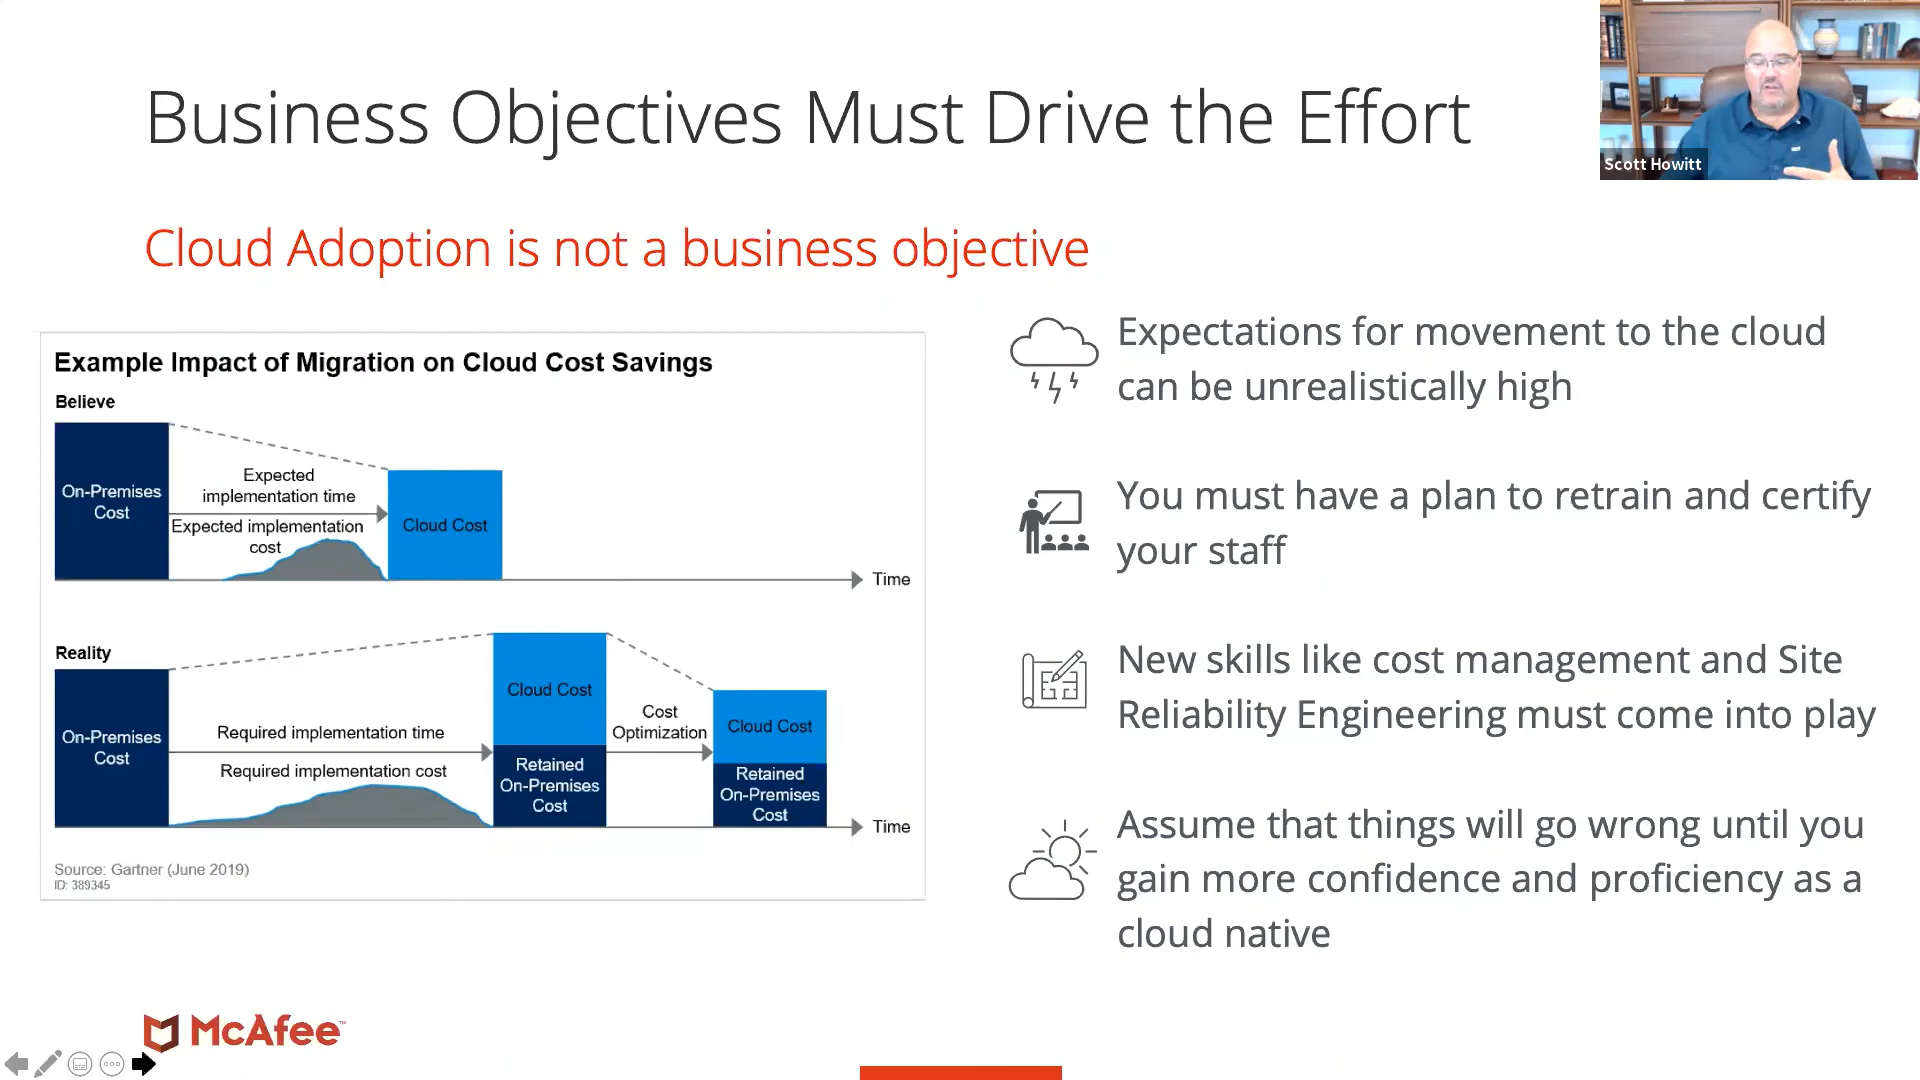 Business Objectives Must Drive the Effort
Scott Howitt
Cloud Adoption is not a business objective
Example Impact of Migration on Cloud Cost Savings
Believe
On-Premises
Cost
Expected
implementation time
Expected implementation
cost
Cloud Cost
Time
Reality
On-Premises
Cost
Required implementation time
Required implementation cost
Cloud Cost
Retained
On-Premises
Cost
Cost
Optimization
Cloud Cost
Retained
On-Premises
Cost
Time
Source: Gartner (June 2019)
ID: 389345
Expectations for movement to the cloud
can be unrealistically high
You must have a plan to retrain and certify
your staff
New skills like cost management and Site
Reliability Engineering must come into play
Assume that things will go wrong until you
gain more confidence and proficiency as a
cloud native
McAfee™